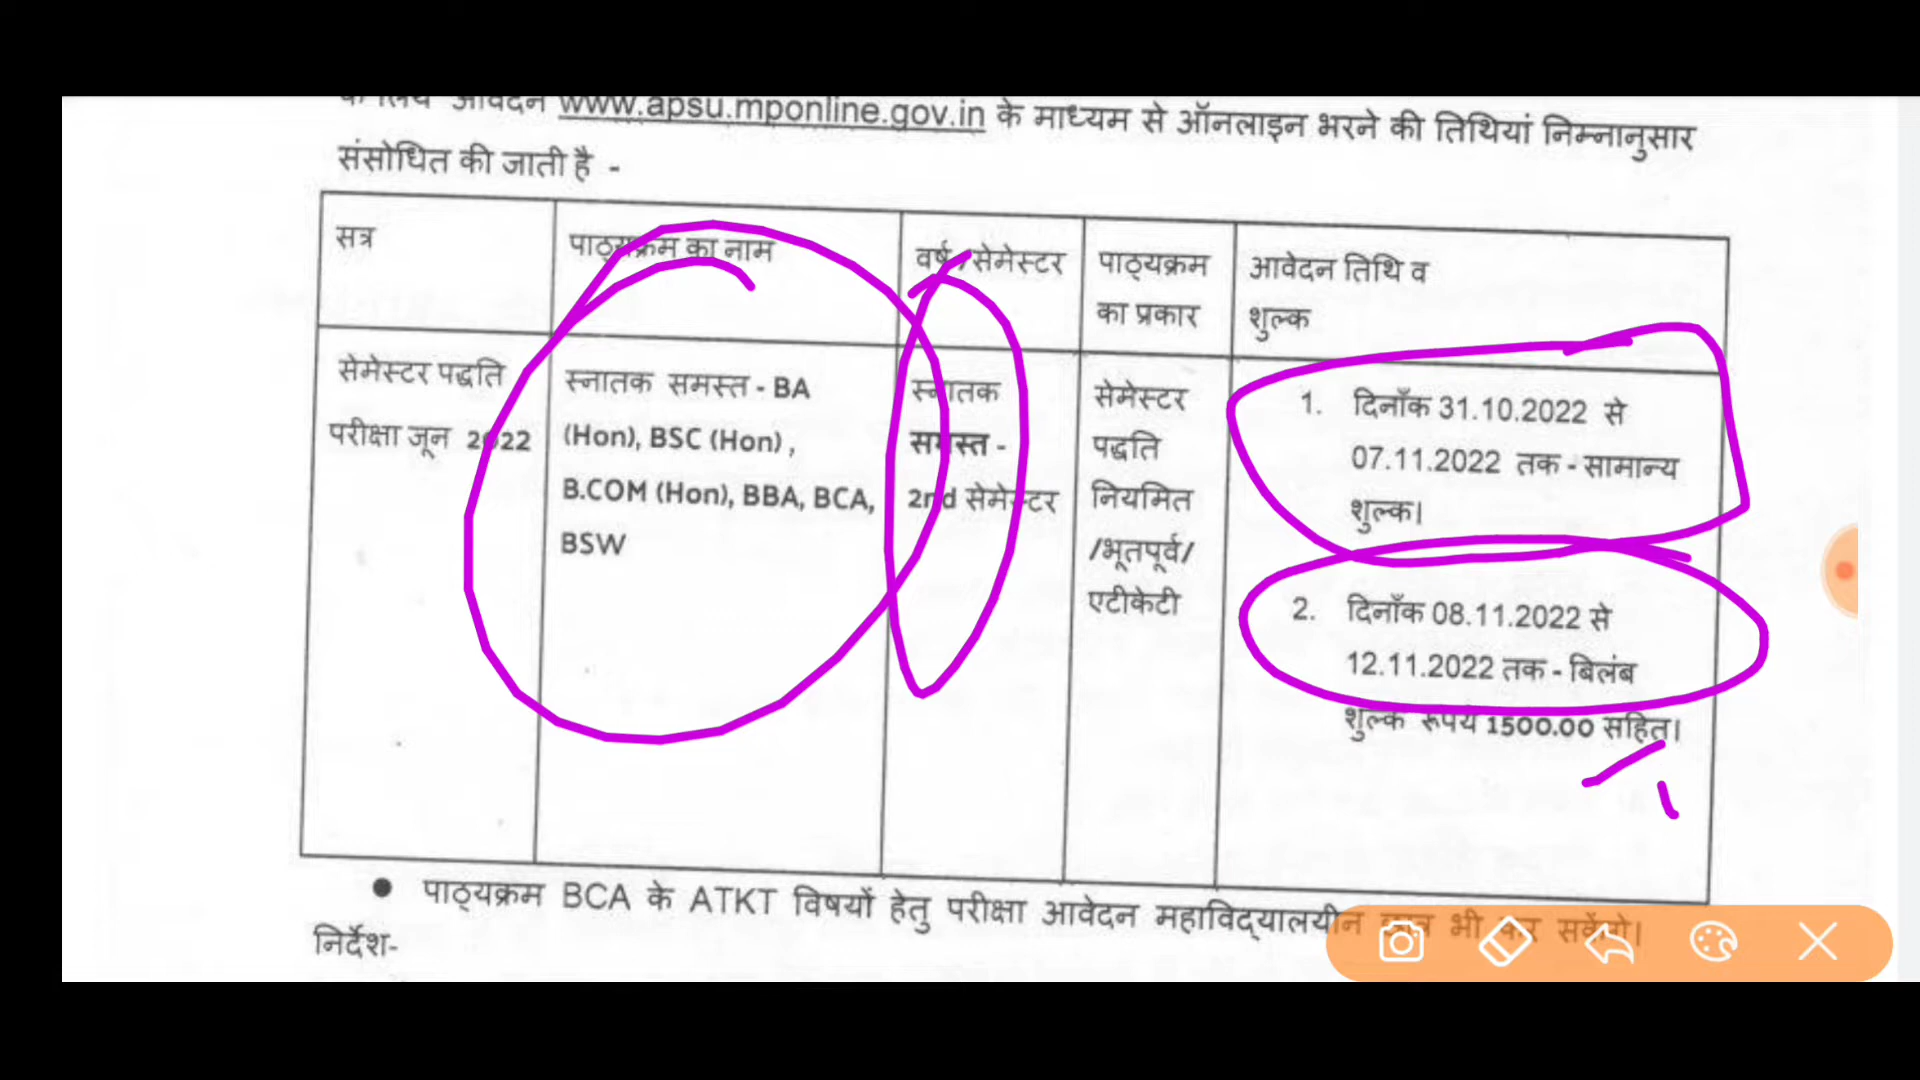 के लिये आवेदन www.apsu.mponline.gov.in के माध्यम से ऑनलाइन भरने की तिथियां निम्नानुसार
संसोधित की जाती है -
सत्र
पाठ्यक्रम का नाम
वर्ष /सेमेस्टर
पाठ्यक्रम
का प्रकार
आवेदन तिथि व
शुल्क
सेमेस्टर पद्धति
परीक्षा जून 2022
स्नातक समस्त - BA
(Hon), BSC (Hon) ,
B.COM (Hon), BBA, BCA,
BSW
स्नातक
समस्त -
2nd सेमेस्टर
सेमेस्टर
पद्धति
नियमित
/भूतपूर्व/
एटीकेटी
1. दिनाँक 31.10.2022 से
07.11.2022 तक - सामान्य
शुल्क।
2. दिनाँक 08.11.2022 से
12.11.2022 तक - बिलंब
शुल्क रूपये 1500.00 सहित।
● पाठ्यक्रम BCA के ATKT विषयों हेतु परीक्षा आवेदन महाविद्यालयीन छात्र भी कर सकेंगे।
निर्देश-